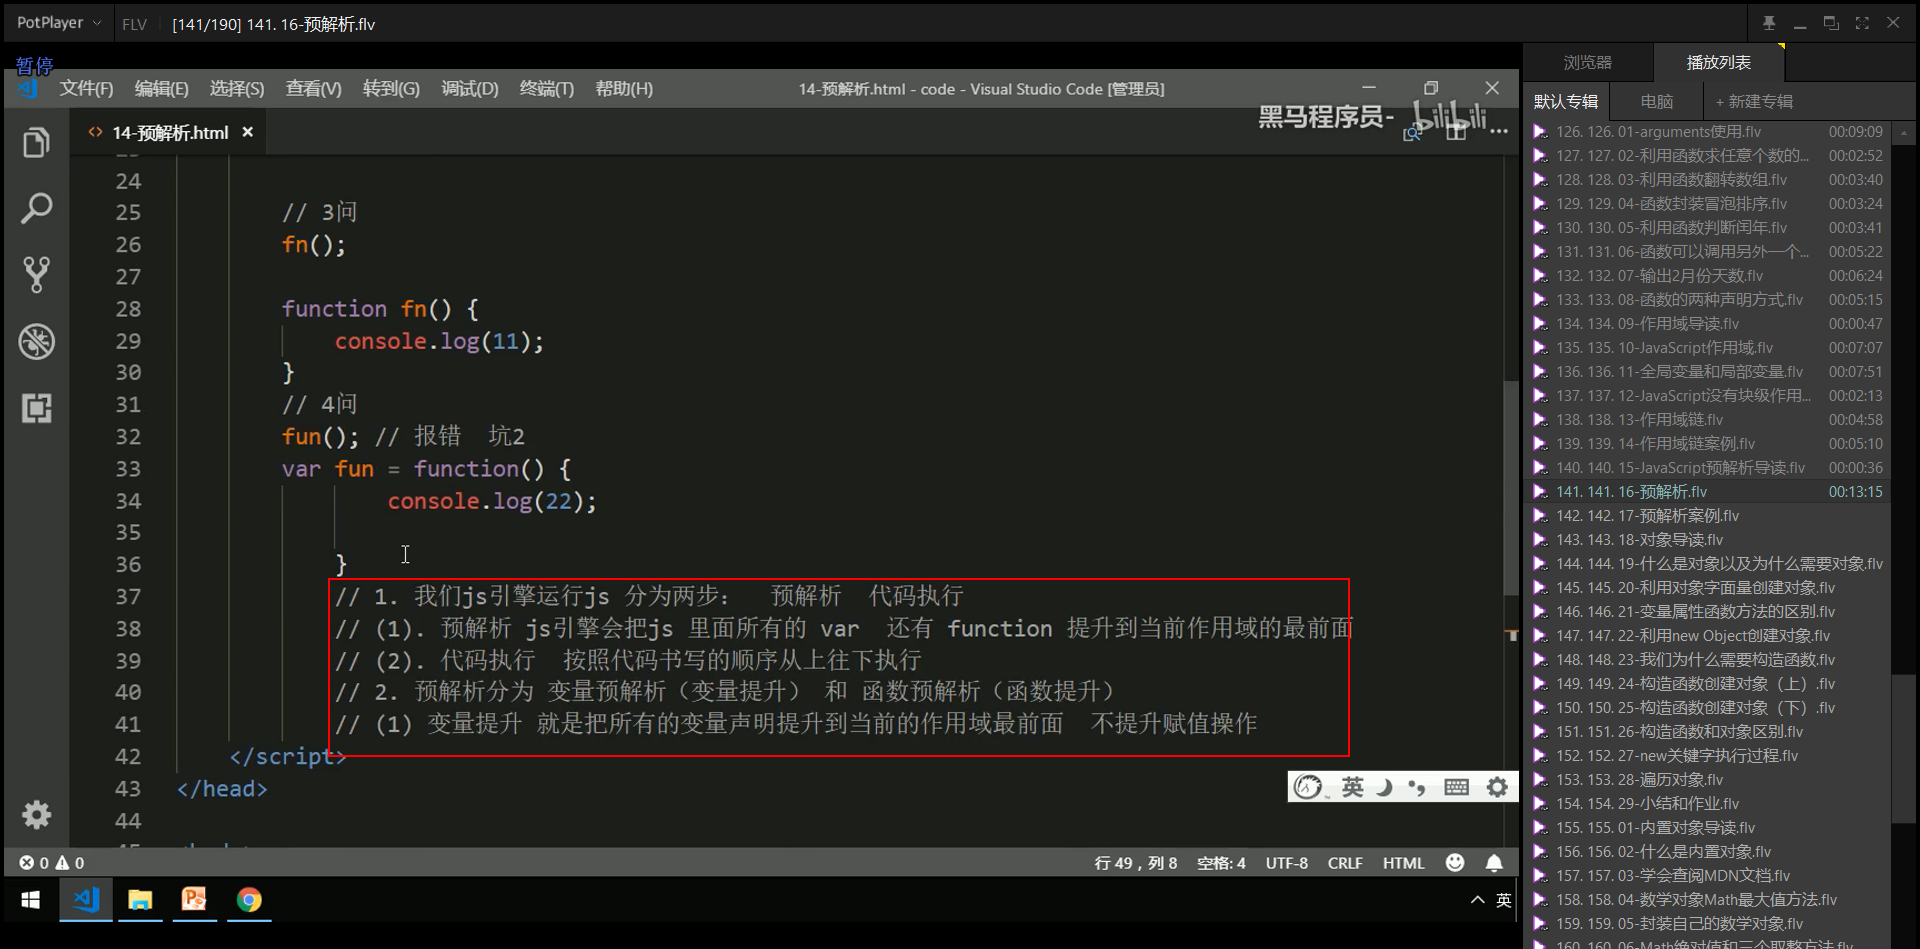 PotPlayer
FLV
[141/190] 141. 16-预解析.flv
暂停
文件(F) 编辑(E) 选择(S) 查看(V) 转到(G) 调试(D) 终端(T) 帮助(H)
14-预解析.html - code - Visual Studio Code [管理员]
14-预解析.html
黑马程序员-
bilibili
24
25 // 3问
26 fn();
27
28 function fn() {
29 console.log(11);
30 }
31 // 4问
32 fun(); // 报错 坑2
33 var fun = function() {
34 console.log(22);
35
36 }
37 // 1. 我们js引擎运行js 分为两步： 预解析 代码执行
38 // (1). 预解析 js引擎会把js 里面所有的 var 还有 function 提升到当前作用域的最前面
39 // (2). 代码执行 按照代码书写的顺序从上往下执行
40 // 2. 预解析分为 变量预解析（变量提升） 和 函数预解析（函数提升）
41 // (1) 变量提升 就是把所有的变量声明提升到当前的作用域最前面 不提升赋值操作
42 </script>
43 </head>
44
英
0 0
行 49，列 8 空格: 4 UTF-8 CRLF HTML
英
浏览器 播放列表
默认专辑 电脑 + 新建专辑
126. 126. 01-arguments使用.flv 00:09:09
127. 127. 02-利用函数求任意个数的... 00:02:52
128. 128. 03-利用函数翻转数组.flv 00:03:40
129. 129. 04-函数封装冒泡排序.flv 00:03:24
130. 130. 05-利用函数判断闰年.flv 00:03:41
131. 131. 06-函数可以调用另外一个... 00:05:22
132. 132. 07-输出2月份天数.flv 00:06:24
133. 133. 08-函数的两种声明方式.flv 00:05:15
134. 134. 09-作用域导读.flv 00:00:47
135. 135. 10-JavaScript作用域.flv 00:07:07
136. 136. 11-全局变量和局部变量.flv 00:07:51
137. 137. 12-JavaScript没有块级作用... 00:02:13
138. 138. 13-作用域链.flv 00:04:58
139. 139. 14-作用域链案例.flv 00:05:10
140. 140. 15-JavaScript预解析导读.flv 00:00:36
141. 141. 16-预解析.flv 00:13:15
142. 142. 17-预解析案例.flv
143. 143. 18-对象导读.flv
144. 144. 19-什么是对象以及为什么需要对象.flv
145. 145. 20-利用对象字面量创建对象.flv
146. 146. 21-变量属性函数方法的区别.flv
147. 147. 22-利用new Object创建对象.flv
148. 148. 23-我们为什么需要构造函数.flv
149. 149. 24-构造函数创建对象（上）.flv
150. 150. 25-构造函数创建对象（下）.flv
151. 151. 26-构造函数和对象区别.flv
152. 152. 27-new关键字执行过程.flv
153. 153. 28-遍历对象.flv
154. 154. 29-小结和作业.flv
155. 155. 01-内置对象导读.flv
156. 156. 02-什么是内置对象.flv
157. 157. 03-学会查阅MDN文档.flv
158. 158. 04-数学对象Math最大值方法.flv
159. 159. 05-封装自己的数学对象.flv
160. 160. 06-Math绝对值和三个取整方法.flv